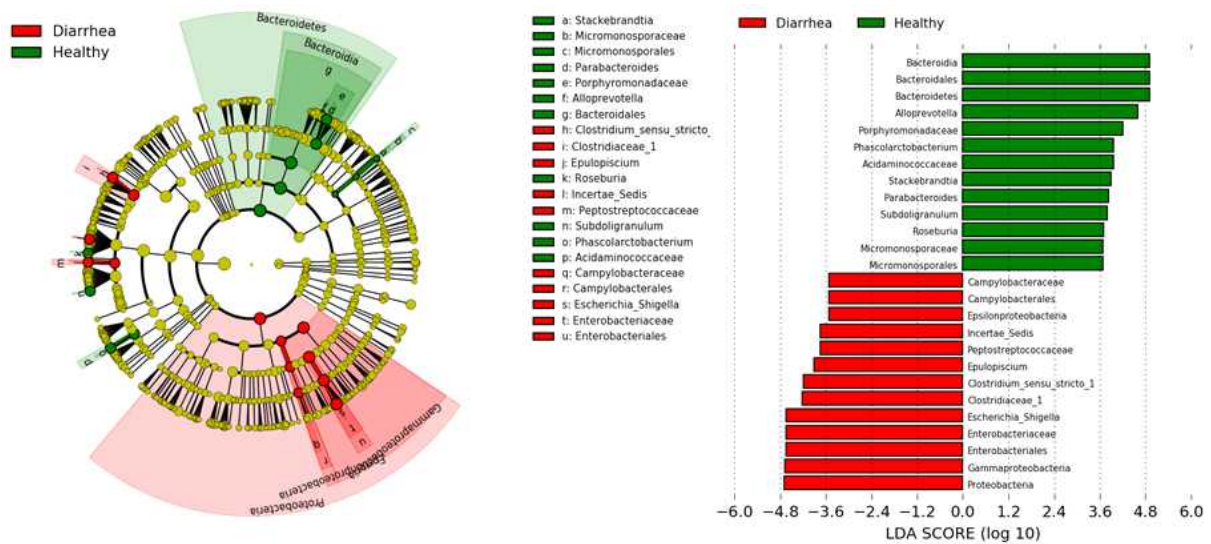 Diarrhea
Healthy
Bacteroidetes
Bacteroidia
g
e
d
i
m
Proteobacteria
Gammaproteobacteria
q
r
t
u
a: Stackebrandtia
b: Micromonosporaceae
c: Micromonosporales
d: Parabacteroides
e: Porphyromonadaceae
f: Alloprevotella
g: Bacteroidales
h: Clostridium_sensu_stricto_
i: Clostridiaceae_1
j: Epulopiscium
k: Roseburia
l: Incertae_Sedis
m: Peptostreptococcaceae
n: Subdoligranulum
o: Phascolarctobacterium
p: Acidaminococcaceae
q: Campylobacteraceae
r: Campylobacterales
s: Escherichia_Shigella
t: Enterobacteriaceae
u: Enterobacteriales
Diarrhea
Healthy
Bacteroidia
Bacteroidales
Bacteroidetes
Alloprevotella
Porphyromonadaceae
Phascolarctobacterium
Acidaminococcaceae
Stackebrandtia
Parabacteroides
Subdoligranulum
Roseburia
Micromonosporaceae
Micromonosporales
Campylobacteraceae
Campylobacterales
Epsilonproteobacteria
Incertae_Sedis
Peptostreptococcaceae
Epulopiscium
Clostridium_sensu_stricto_1
Clostridiaceae_1
Escherichia_Shigella
Enterobacteriaceae
Enterobacteriales
Gammaproteobacteria
Proteobacteria
-6.0 -4.8 -3.6 -2.4 -1.2 0.0 1.2 2.4 3.6 4.8 6.0
LDA SCORE (log 10)